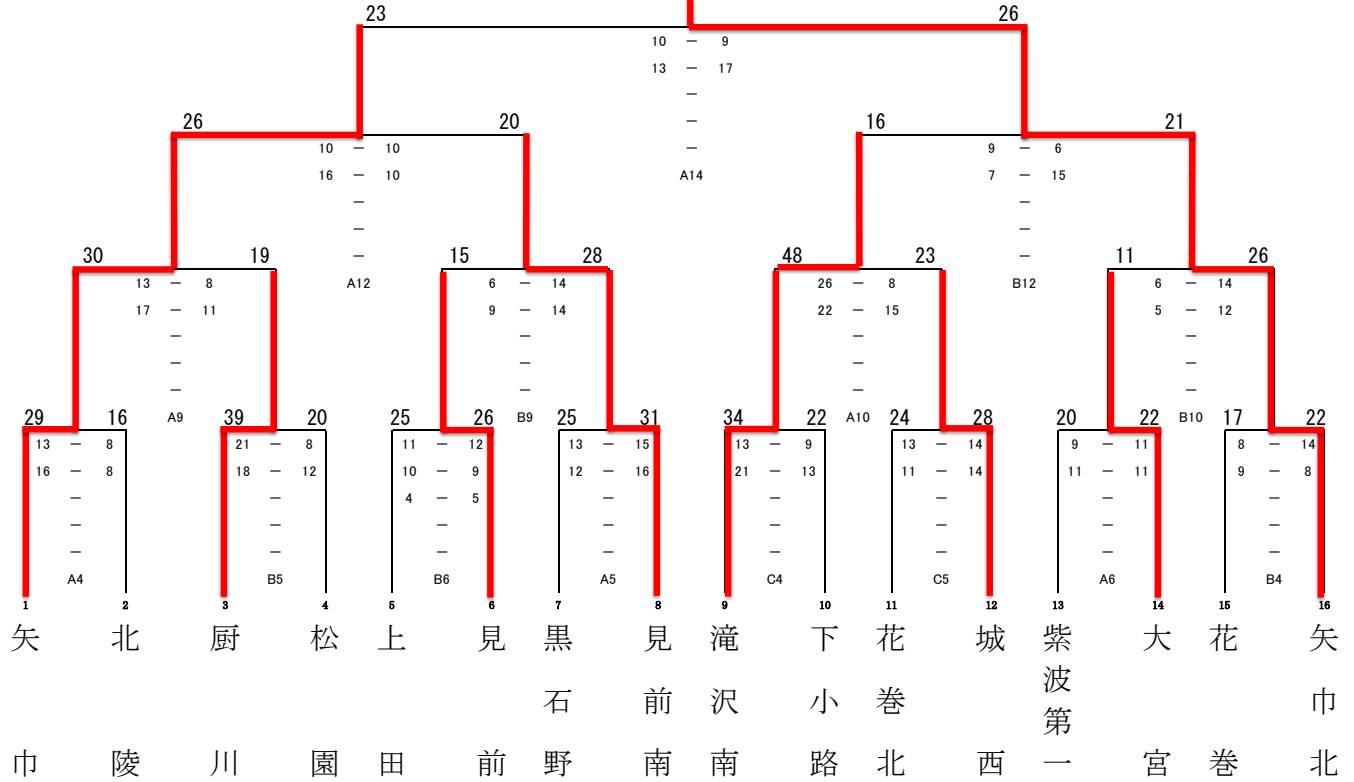 23 26
10 － 9
13 － 17
－
－
－
A14
26 20 16 21
10 － 10 9 － 6
16 － 10 7 － 15
－ －
－ －
－ －
A12 B12
30 19 15 28 48 23 11 26
13 － 8 6 － 14 26 － 8 6 － 14
17 － 11 9 － 14 22 － 15 5 － 12
－ － － －
－ － － －
－ － － －
A9 B9 A10 B10
29 16 39 20 25 26 25 31 34 22 24 28 20 22 17 22
13 － 8 21 － 8 11 － 12 13 － 15 13 － 9 13 － 14 9 － 11 8 － 14
16 － 8 18 － 12 10 － 9 12 － 16 21 － 13 11 － 14 11 － 11 9 － 8
－ － 4 － 5 － － － － －
－ － － － － － － －
－ － － － － － － －
A4 B5 B6 A5 C4 C5 A6 B4
1 2 3 4 5 6 7 8 9 10 11 12 13 14 15 16
矢巾
北陵
厨川
松園
上田
見前
黒石野
見前南
滝沢南
下小路
花巻北
城西
紫波第一
大宮
花巻
矢巾北